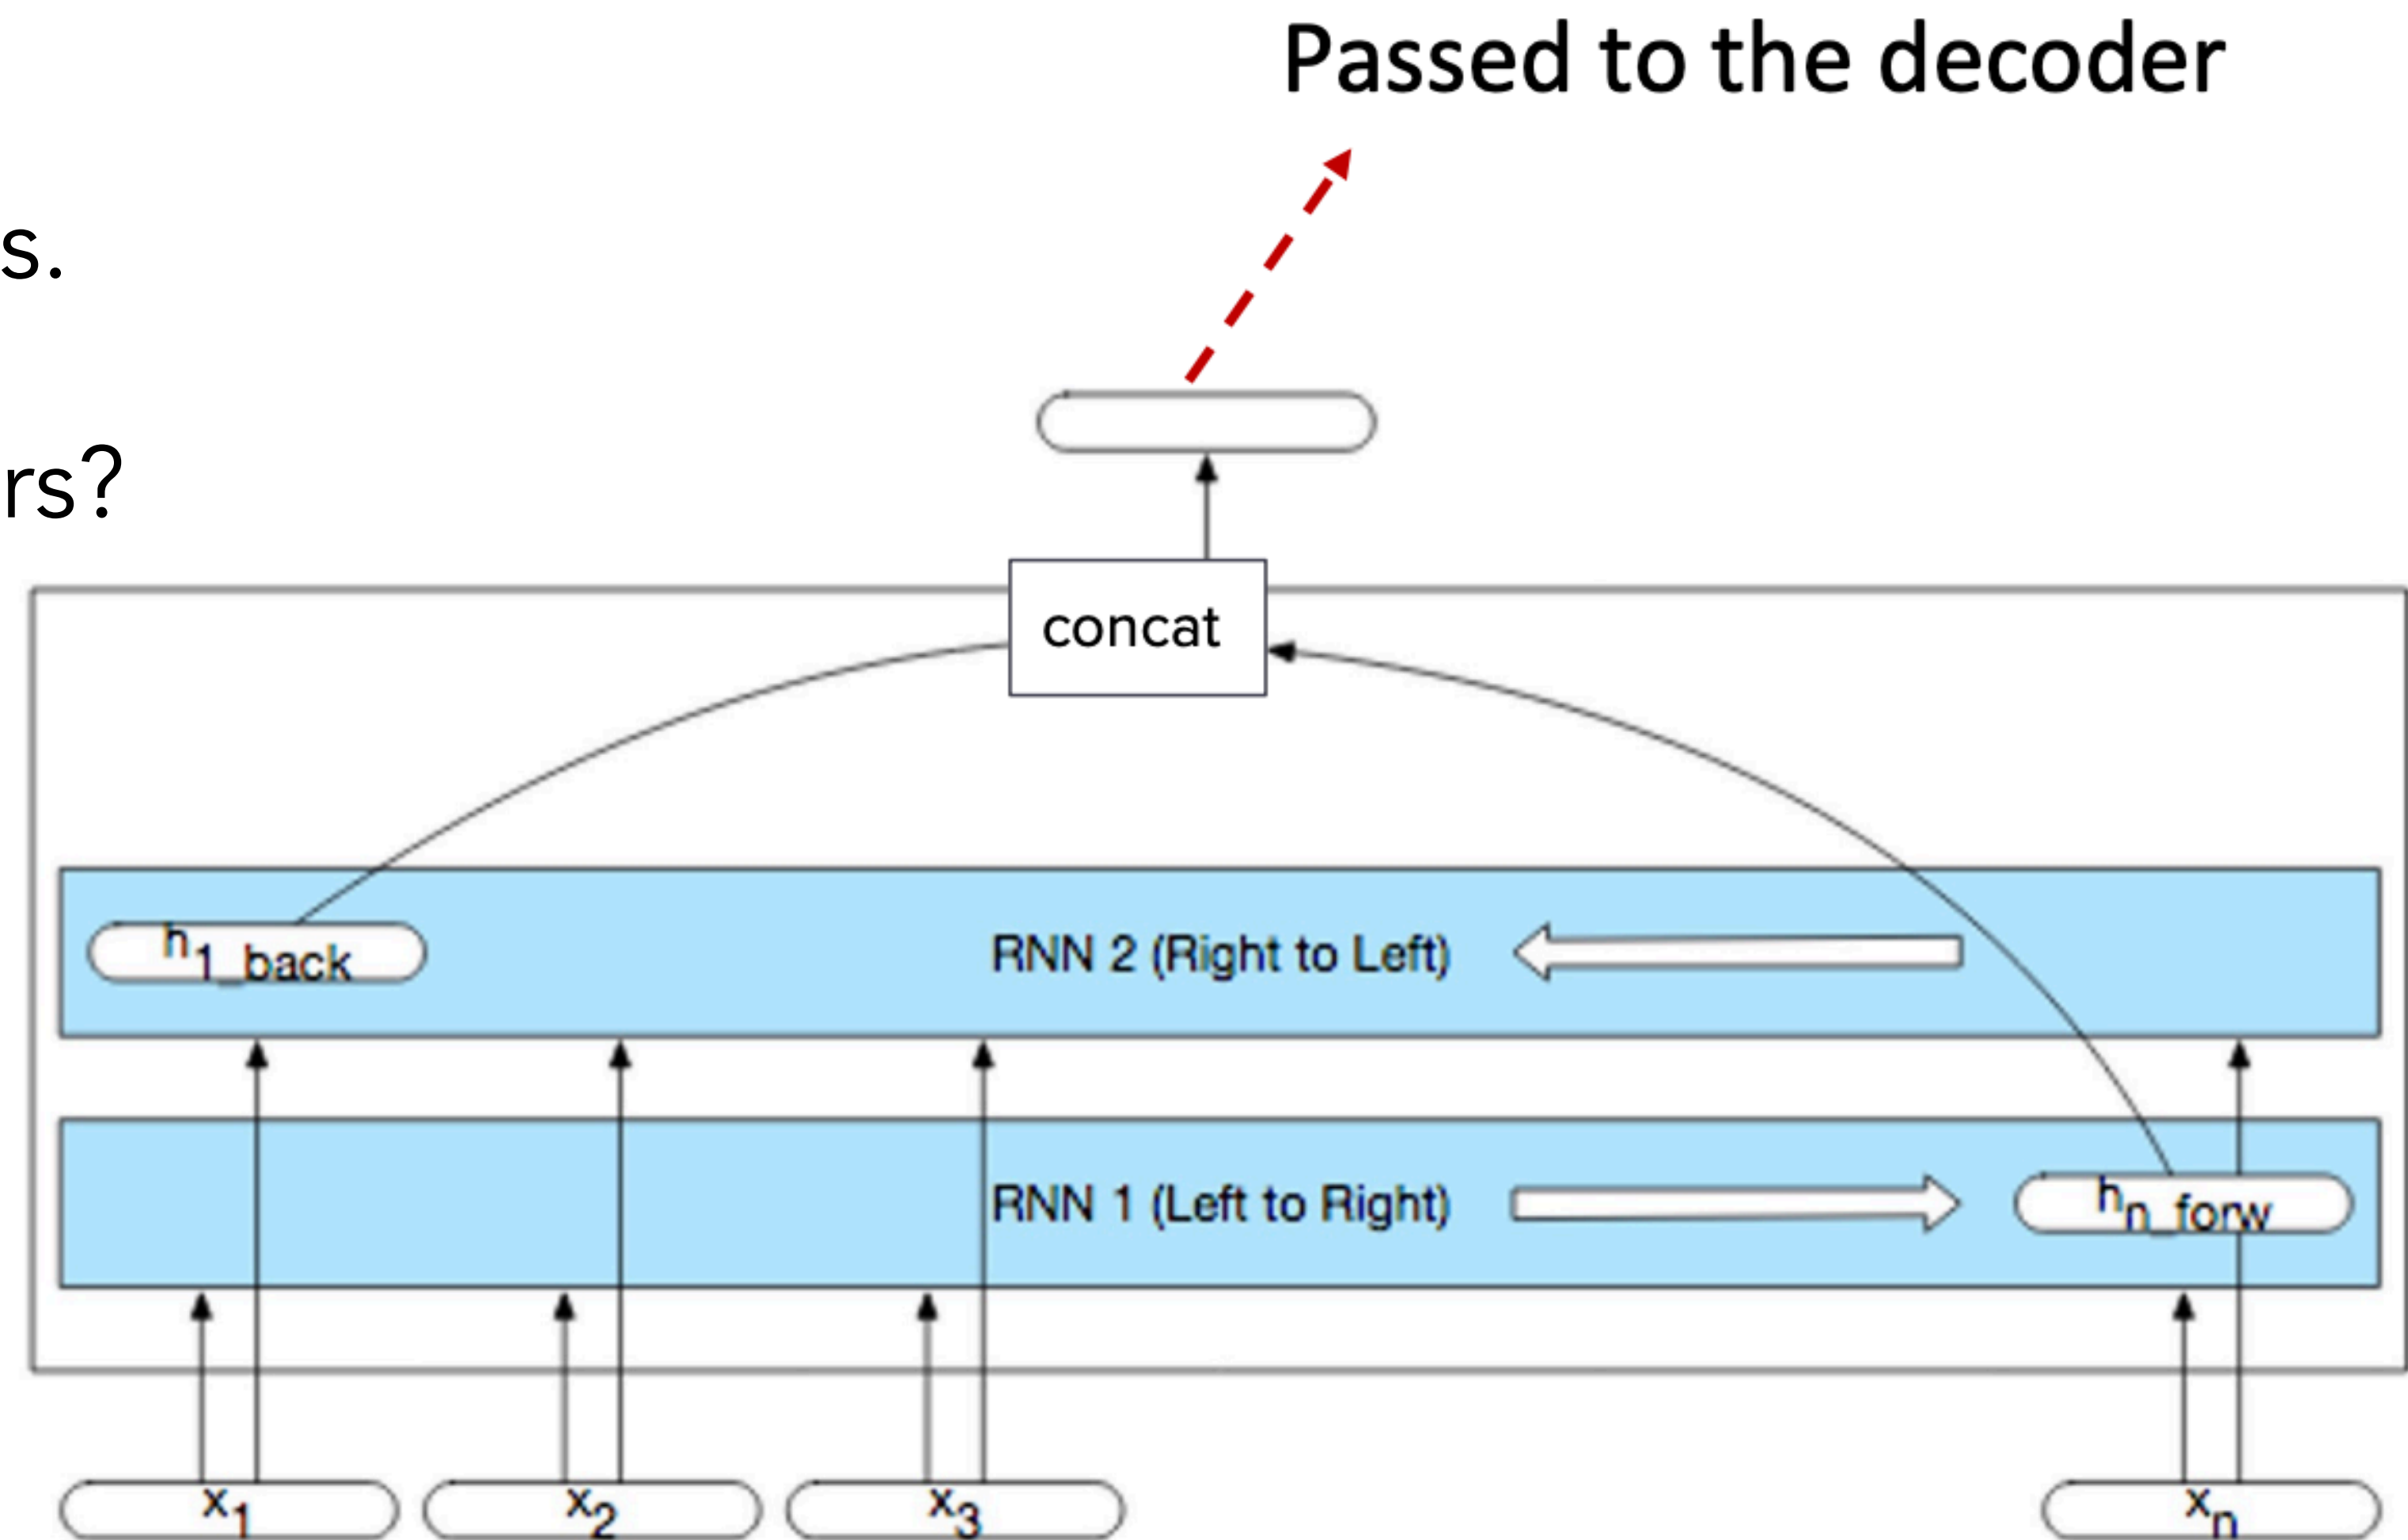 Passed to the decoder
s.
rs?
concat
h1_back
RNN 2 (Right to Left)
RNN 1 (Left to Right)
hn_forw
x1 x2 x3 xn